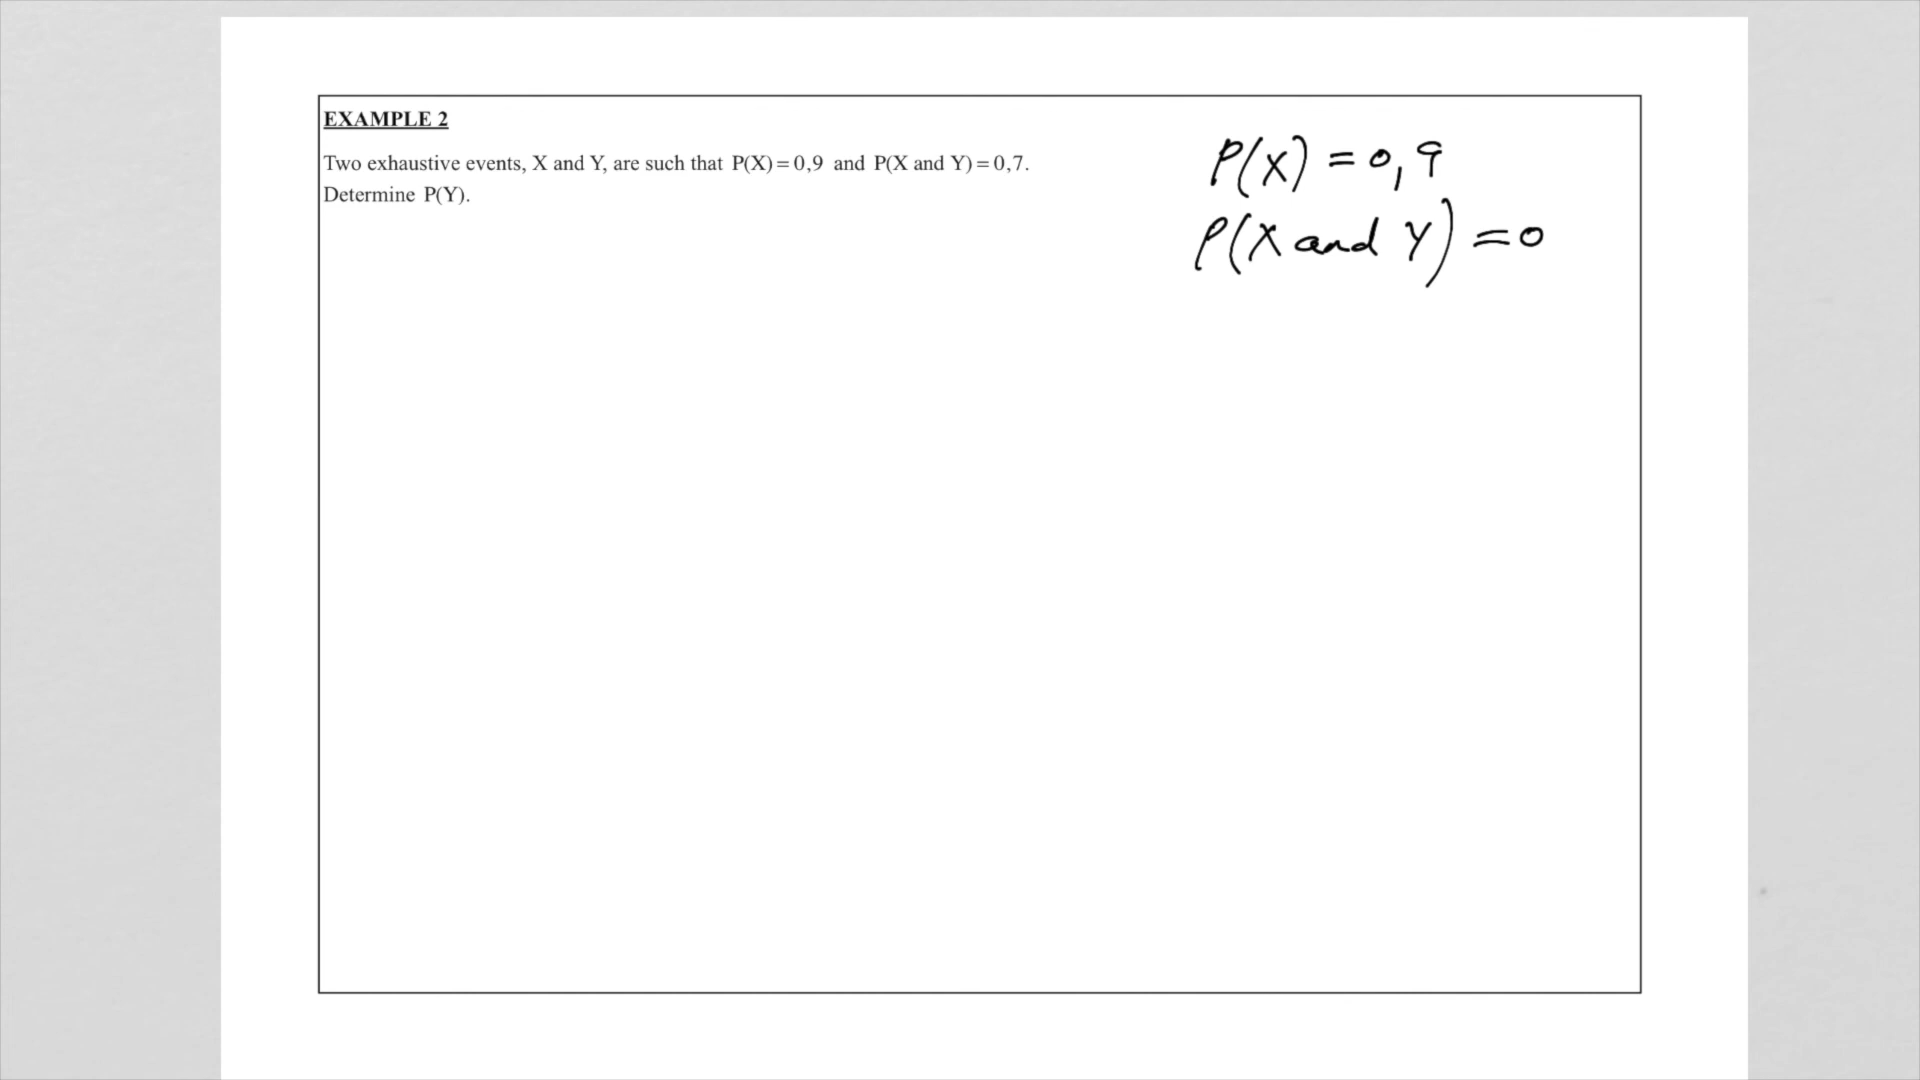 EXAMPLE 2
Two exhaustive events, X and Y, are such that P(X)=0,9 and P(X and Y)=0,7.
Determine P(Y).
P(X) = 0,9
P(X and Y) = 0